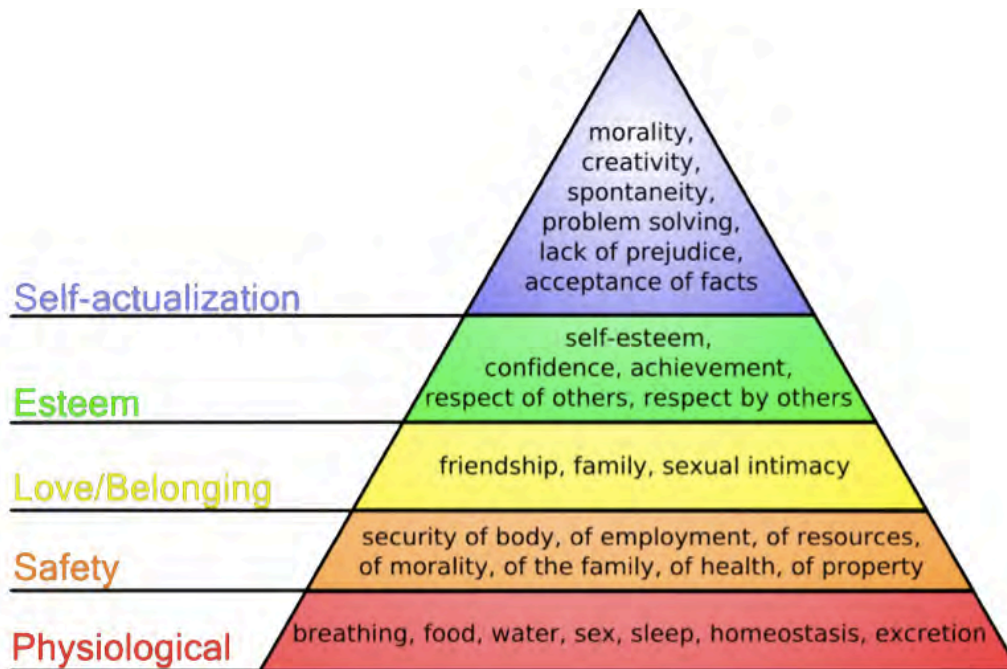 morality,
creativity,
spontaneity,
problem solving,
lack of prejudice,
acceptance of facts
Self-actualization
self-esteem,
confidence, achievement,
respect of others, respect by others
Esteem
friendship, family, sexual intimacy
Love/Belonging
security of body, of employment, of resources,
of morality, of the family, of health, of property
Safety
breathing, food, water, sex, sleep, homeostasis, excretion
Physiological